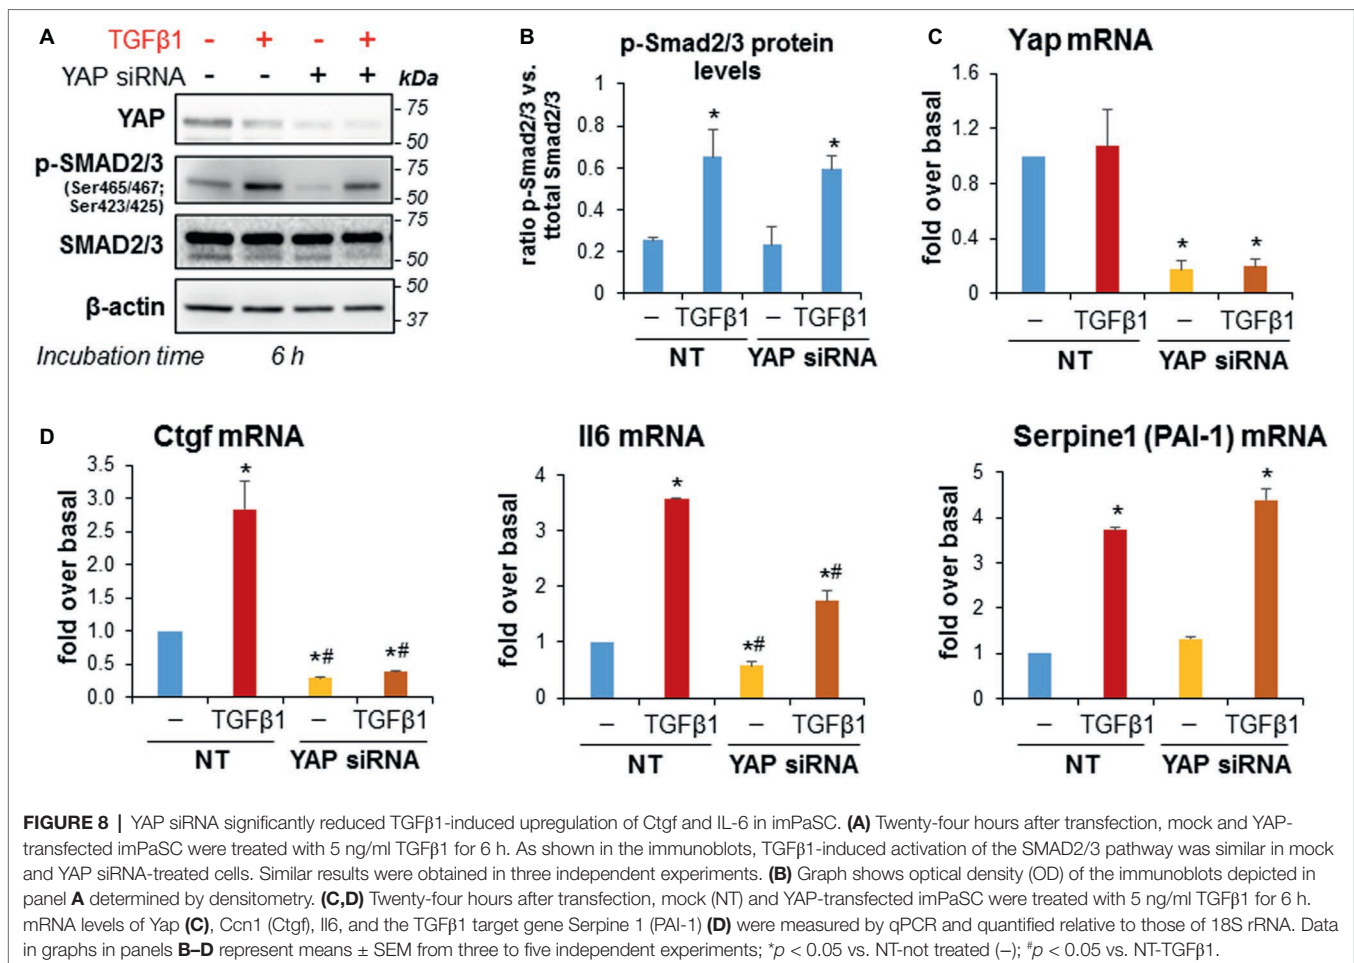 A
TGFβ1 - + - +
YAP siRNA - - + + kDa
YAP
75
50
p-SMAD2/3
(Ser465/467;
Ser423/425)
75
50
SMAD2/3
75
50
β-actin
50
37
Incubation time 6 h
B
p-Smad2/3 protein
levels
ratio p-Smad2/3 vs.
ttotal Smad2/3
1
0.8
0.6
0.4
0.2
0
* *
– TGFβ1 – TGFβ1
NT YAP siRNA
C
Yap mRNA
fold over basal
1.6
1.2
0.8
0.4
0
* *
– TGFβ1 – TGFβ1
NT YAP siRNA
D
Ctgf mRNA
fold over basal
3.5
3.0
2.5
2.0
1.5
1.0
0.5
0.0
* *# *#
– TGFβ1 – TGFβ1
NT YAP siRNA
Il6 mRNA
fold over basal
4
3
2
1
0
* *# *#
– TGFβ1 – TGFβ1
NT YAP siRNA
Serpine1 (PAI-1) mRNA
fold over basal
5
4
3
2
1
0
* *
– TGFβ1 – TGFβ1
NT YAP siRNA
FIGURE 8 | YAP siRNA significantly reduced TGFβ1-induced upregulation of Ctgf and IL-6 in imPaSC. (A) Twenty-four hours after transfection, mock and YAP-
transfected imPaSC were treated with 5 ng/ml TGFβ1 for 6 h. As shown in the immunoblots, TGFβ1-induced activation of the SMAD2/3 pathway was similar in mock
and YAP siRNA-treated cells. Similar results were obtained in three independent experiments. (B) Graph shows optical density (OD) of the immunoblots depicted in
panel A determined by densitometry. (C,D) Twenty-four hours after transfection, mock (NT) and YAP-transfected imPaSC were treated with 5 ng/ml TGFβ1 for 6 h.
mRNA levels of Yap (C), Ccn1 (Ctgf), Il6, and the TGFβ1 target gene Serpine 1 (PAI-1) (D) were measured by qPCR and quantified relative to those of 18S rRNA. Data
in graphs in panels B–D represent means ± SEM from three to five independent experiments; *p < 0.05 vs. NT-not treated (–); #p < 0.05 vs. NT-TGFβ1.